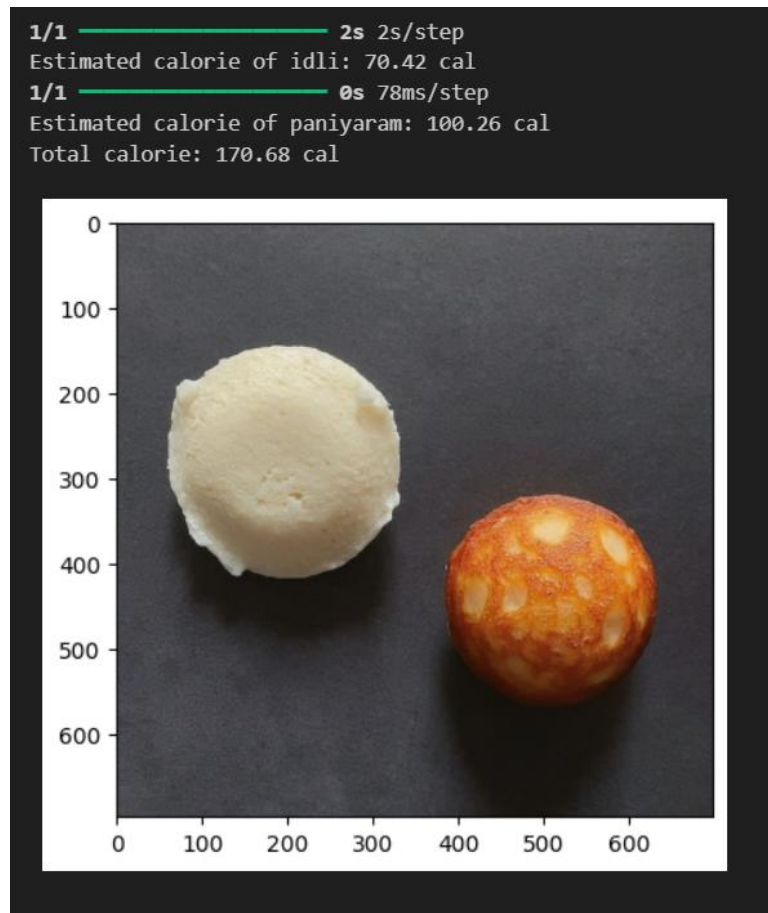 1/1 ━━━━━━━━━━━━━━━━━━━━ 2s 2s/step
Estimated calorie of idli: 70.42 cal
1/1 ━━━━━━━━━━━━━━━━━━━━ 0s 78ms/step
Estimated calorie of paniyaram: 100.26 cal
Total calorie: 170.68 cal
0
100
200
300
400
500
600
0 100 200 300 400 500 600